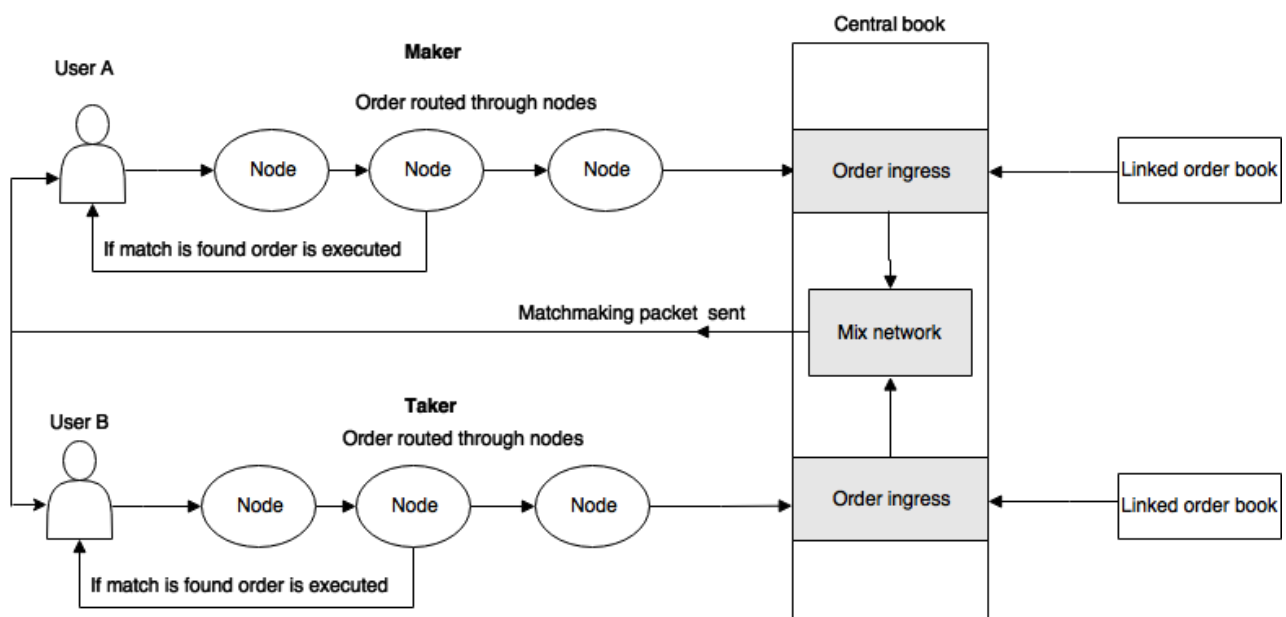 Central book
Maker
User A
Order routed through nodes
Node
Node
Node
Order ingress
Linked order book
If match is found order is executed
Matchmaking packet sent
Mix network
Taker
User B
Order routed through nodes
Node
Node
Node
Order ingress
Linked order book
If match is found order is executed